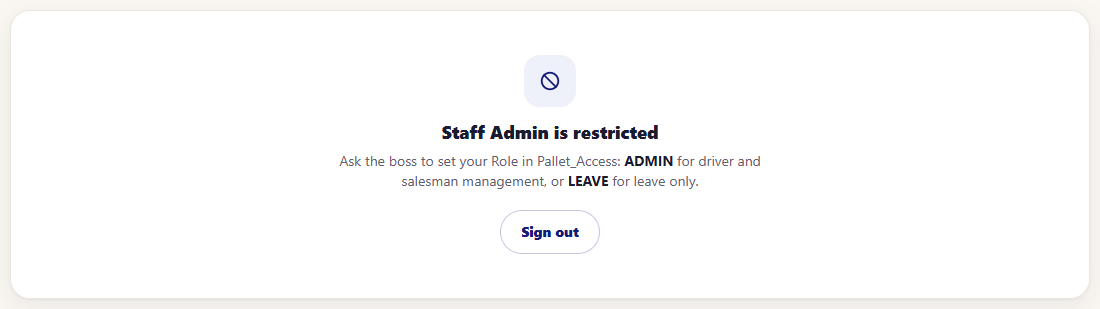 Staff Admin is restricted
Ask the boss to set your Role in Pallet_Access: ADMIN for driver and
salesman management, or LEAVE for leave only.
Sign out